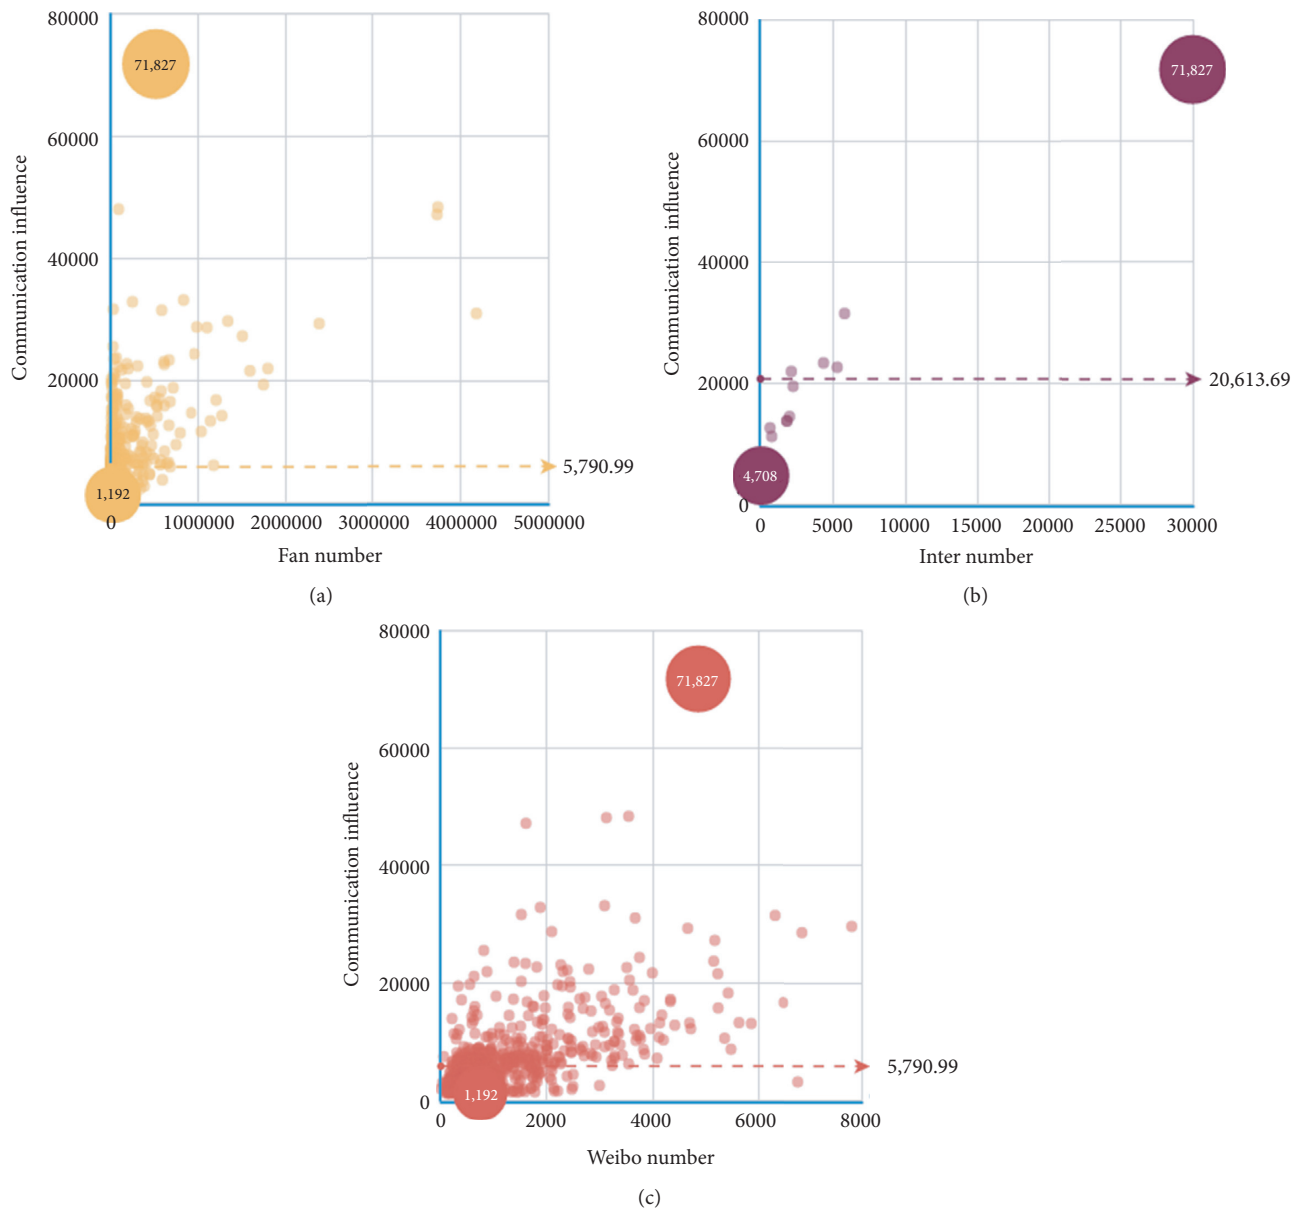 80000
60000
40000
20000
Communication influence
71,827
1,192
5,790.99
0 1000000 2000000 3000000 4000000 5000000
Fan number
(a)
80000
60000
40000
20000
0
Communication influence
71,827
20,613.69
4,708
0 5000 10000 15000 20000 25000 30000
Inter number
(b)
80000
60000
40000
20000
0
Communication influence
71,827
5,790.99
1,192
0 2000 4000 6000 8000
Weibo number
(c)